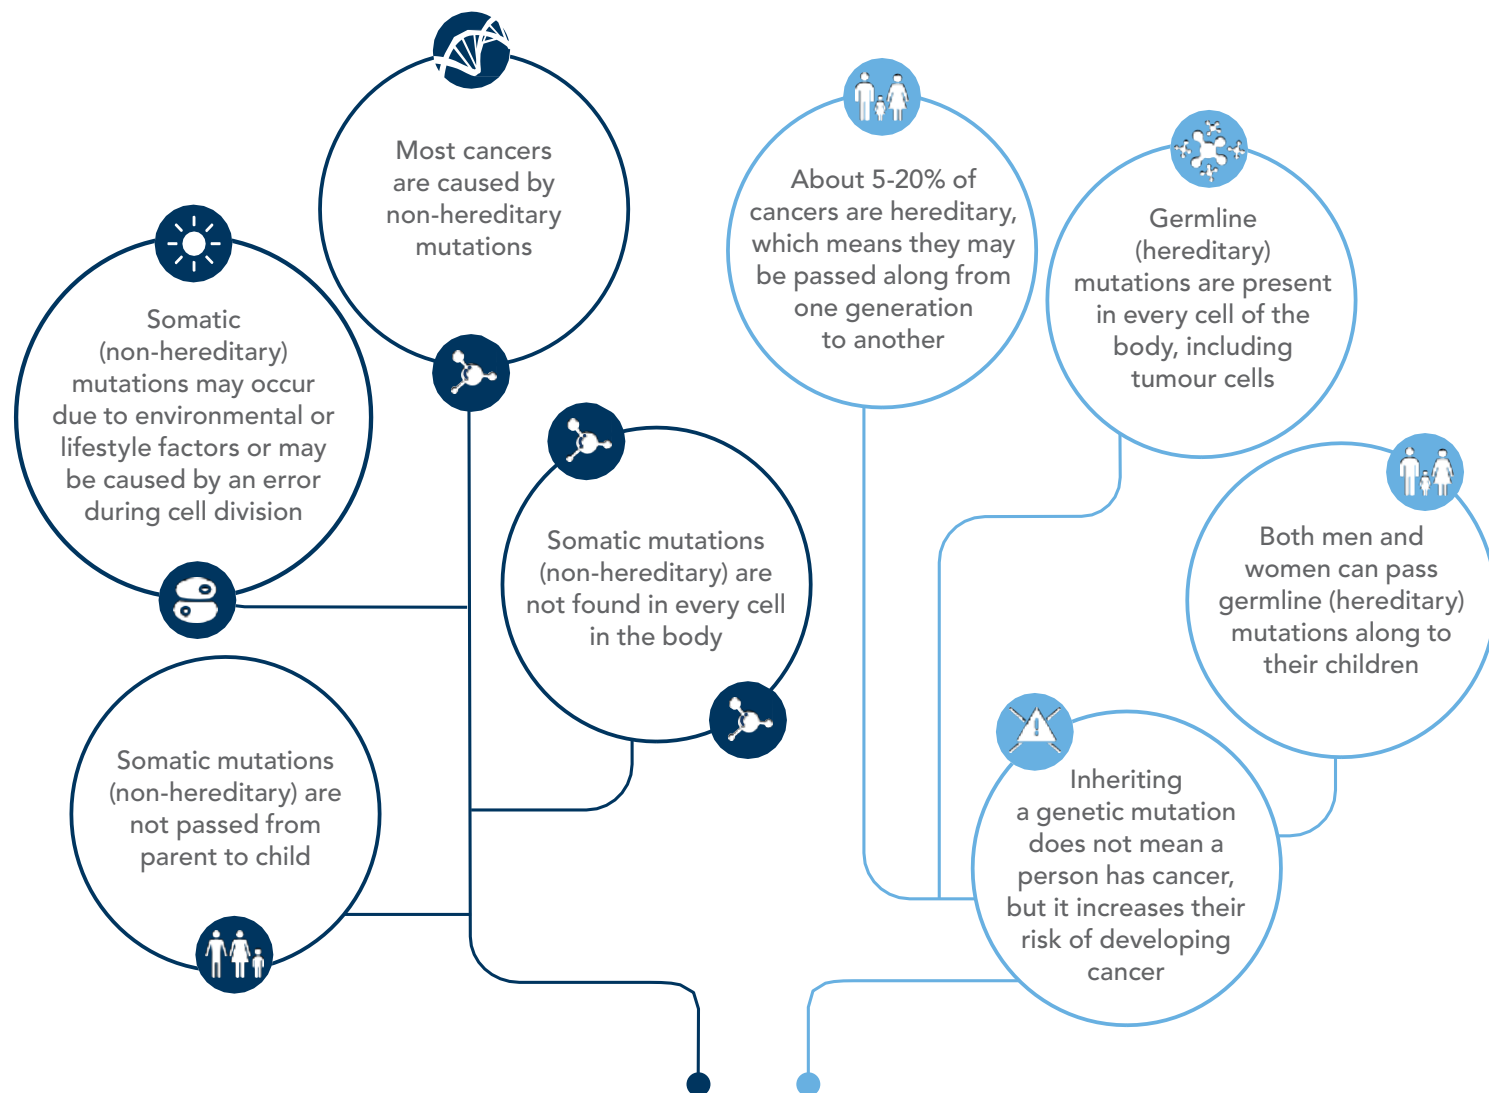 Most cancers
are caused by
non-hereditary
mutations
Somatic
(non-hereditary)
mutations may occur
due to environmental or
lifestyle factors or may
be caused by an error
during cell division
Somatic mutations
(non-hereditary) are
not found in every cell
in the body
Somatic mutations
(non-hereditary) are
not passed from
parent to child
About 5-20% of
cancers are hereditary,
which means they may
be passed along from
one generation
to another
Germline
(hereditary)
mutations are present
in every cell of the
body, including
tumour cells
Both men and
women can pass
germline (hereditary)
mutations along to
their children
Inheriting
a genetic mutation
does not mean a
person has cancer,
but it increases their
risk of developing
cancer